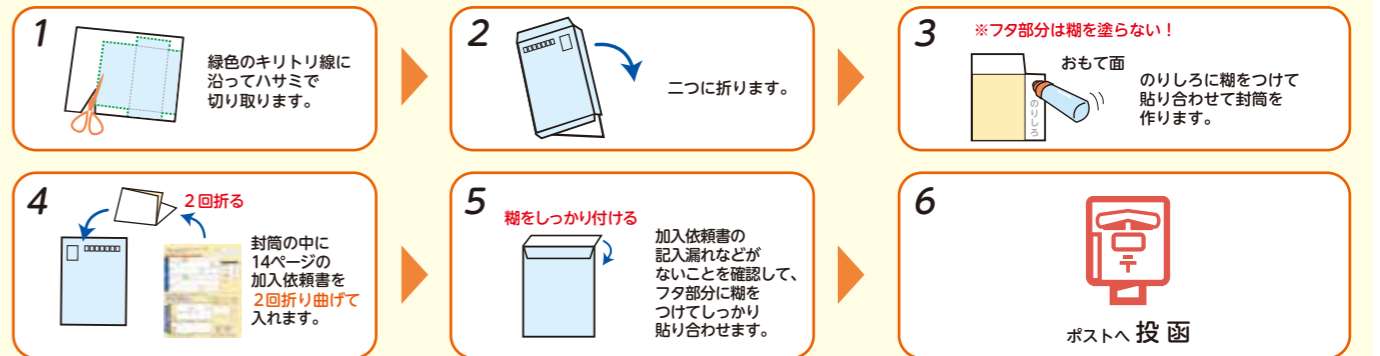 1
緑色のキリトリ線に
沿ってハサミで
切り取ります。
2
二つに折ります。
3
※フタ部分は糊を塗らない！
おもて面
のりしろ
のりしろに糊をつけて
貼り合わせて封筒を
作ります。
4
2回折る
封筒の中に
14ページの
加入依頼書を
2回折り曲げて
入れます。
5
糊をしっかり付ける
加入依頼書の
記入漏れなどが
ないことを確認して、
フタ部分に糊を
つけてしっかり
貼り合わせます。
6
〒
ポストへ 投函